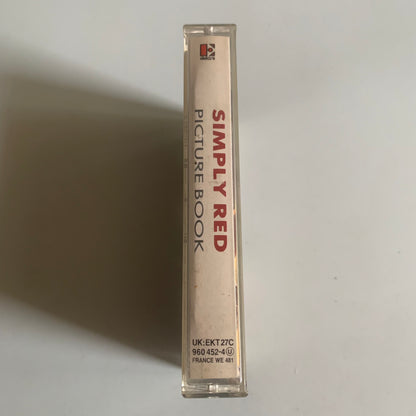 SIMPLY RED
PICTURE BOOK
UK:EKT27C
960 452-4 Ⓤ
FRANCE WE 481